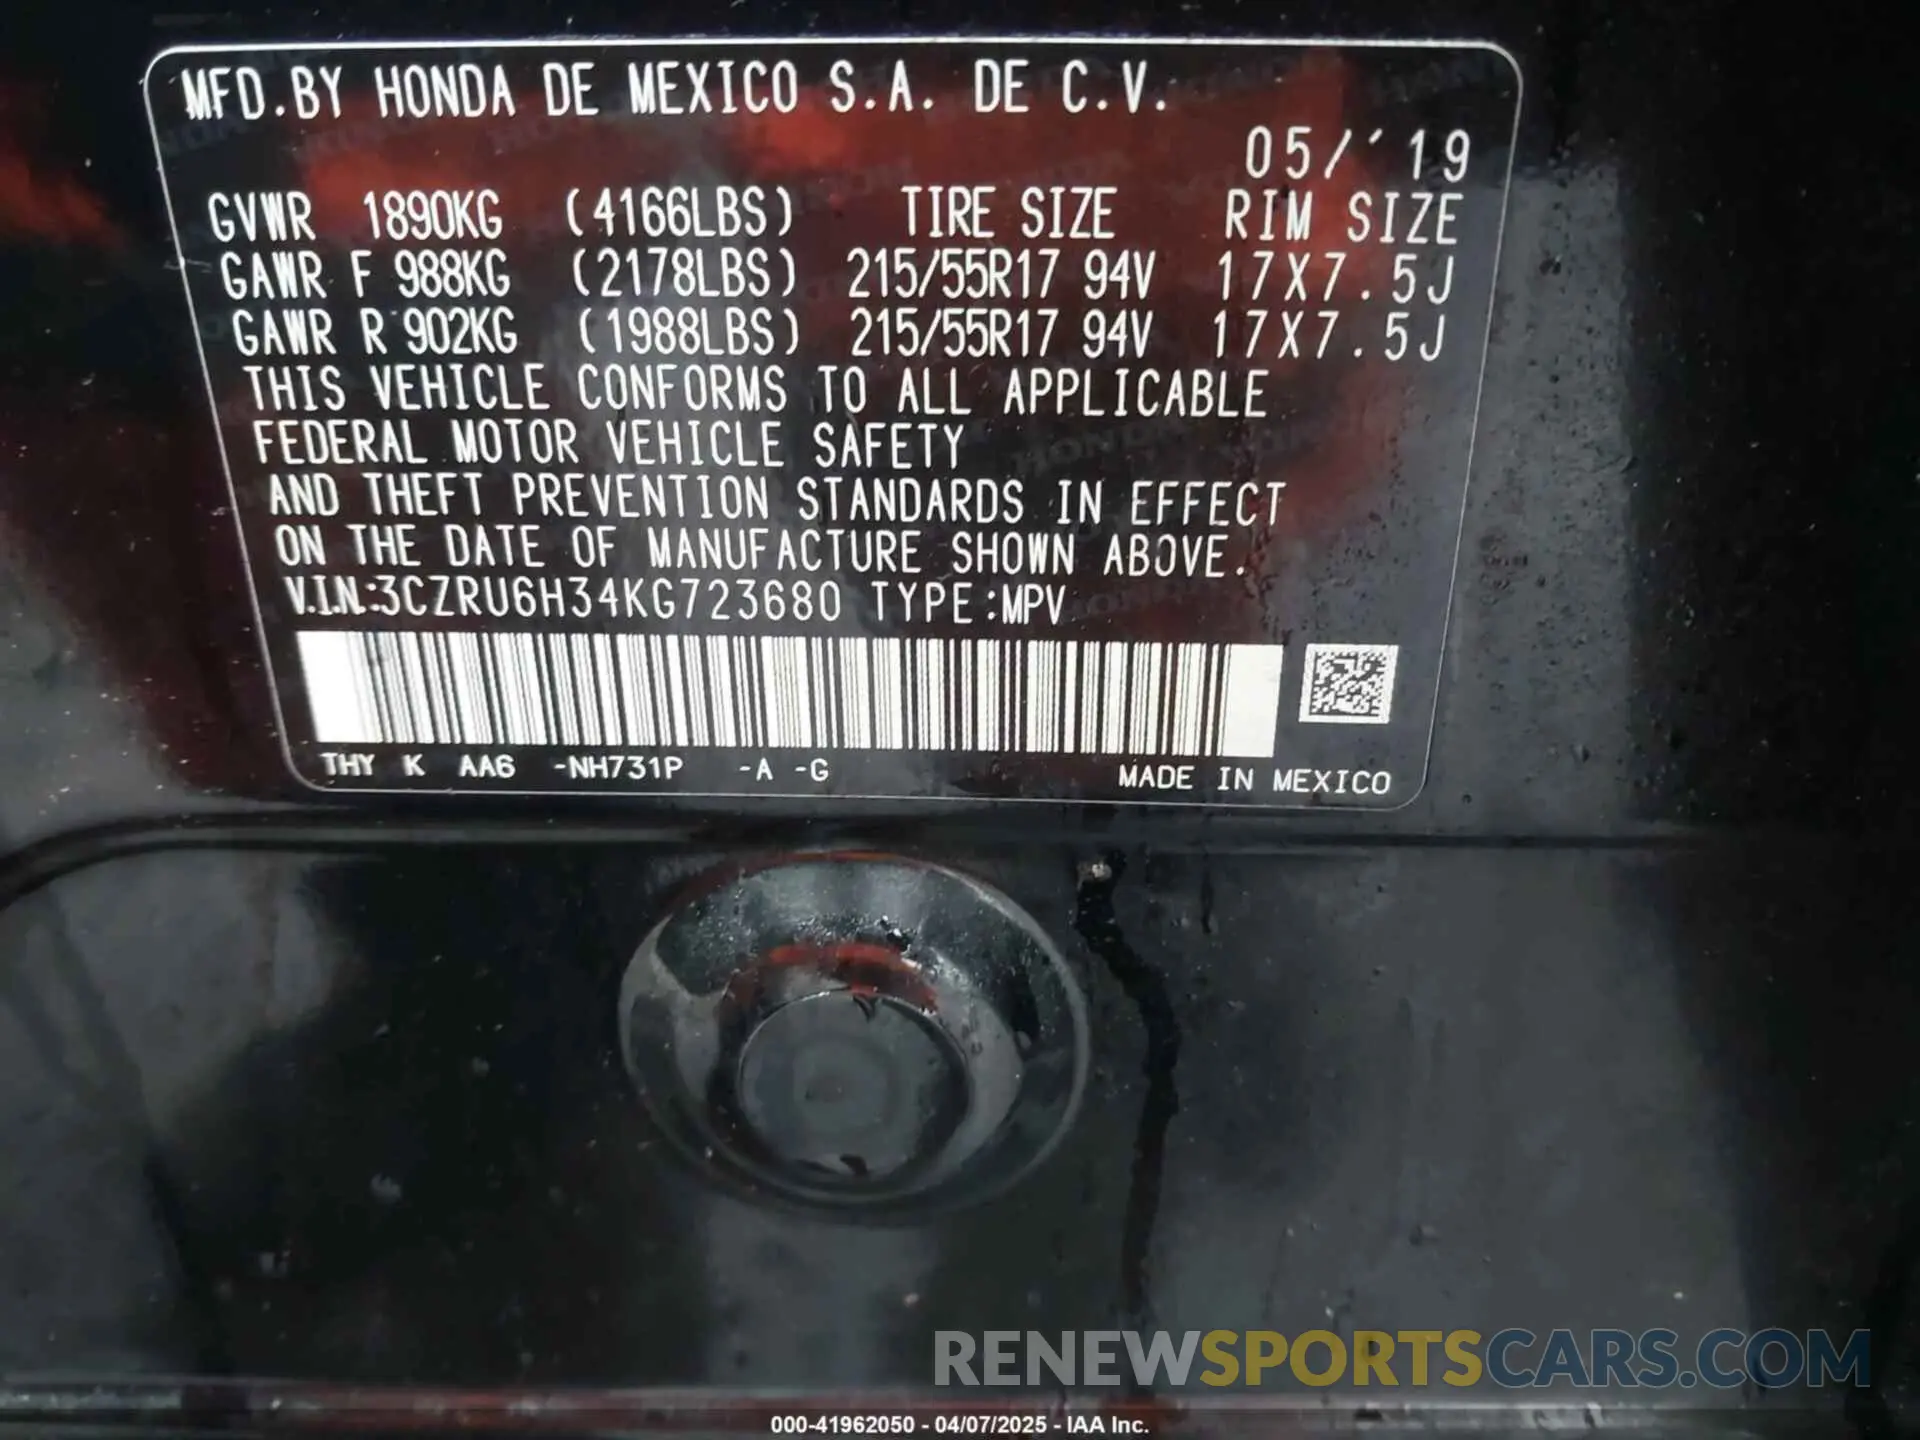 MFD.BY HONDA DE MEXICO S.A. DE C.V.
05/'19
GVWR 1890KG (4166LBS) TIRE SIZE RIM SIZE
GAWR F 988KG (2178LBS) 215/55R17 94V 17X7.5J
GAWR R 902KG (1988LBS) 215/55R17 94V 17X7.5J
THIS VEHICLE CONFORMS TO ALL APPLICABLE
FEDERAL MOTOR VEHICLE SAFETY
AND THEFT PREVENTION STANDARDS IN EFFECT
ON THE DATE OF MANUFACTURE SHOWN ABOVE.
V.I.N.:3CZRU6H34KG723680 TYPE:MPV
THY K AA6 -NH731P -A -G MADE IN MEXICO
RENEWSPORTSCARS.COM
000-41962050 - 04/07/2025 - IAA Inc.